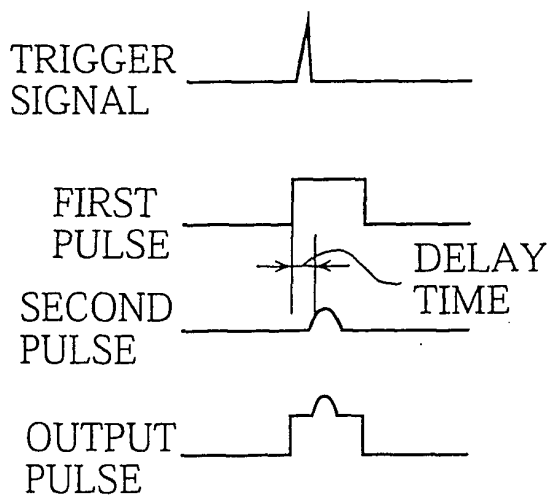 TRIGGER
SIGNAL
FIRST
PULSE
DELAY
TIME
SECOND
PULSE
OUTPUT
PULSE